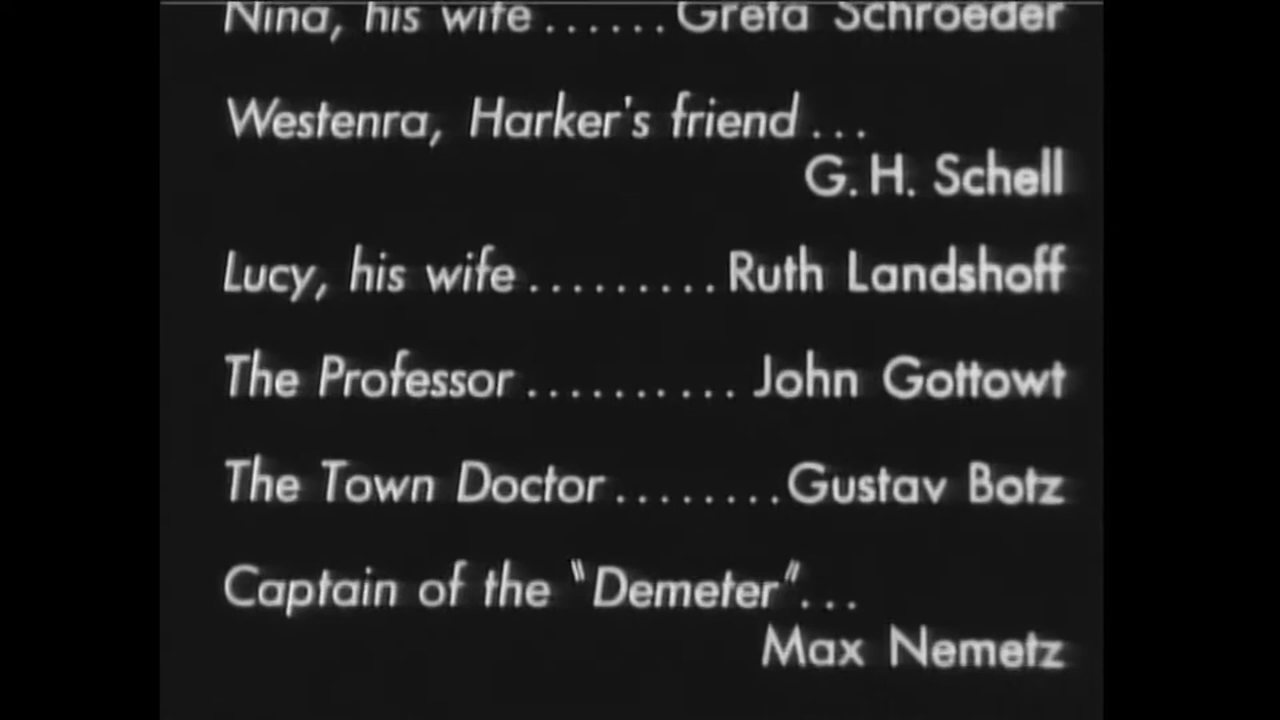 Nina, his wife ...... Greta Schroeder
Westenra, Harker's friend ...
G. H. Schell
Lucy, his wife ......... Ruth Landshoff
The Professor .......... John Gottowt
The Town Doctor ........ Gustav Botz
Captain of the "Demeter" ...
Max Nemetz